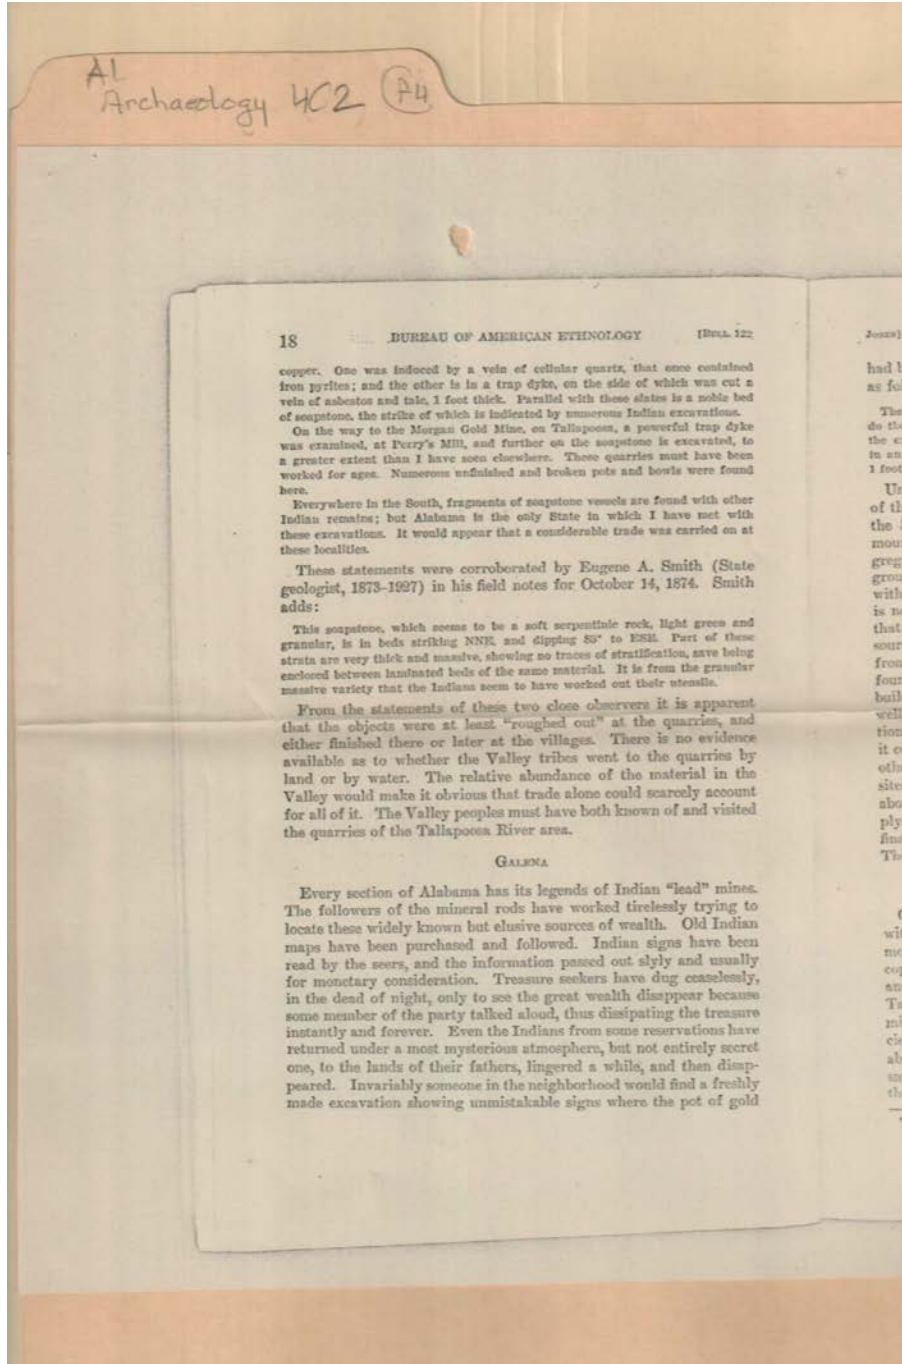 Al
Archaeology 4C2 P4
18 BUREAU OF AMERICAN ETHNOLOGY [BULL. 122
copper. One was induced by a vein of cellular quartz, that once contained
iron pyrites; and the other is in a trap dyke, on the side of which was cut a
vein of asbestos and talc, 1 foot thick. Parallel with these slates is a noble bed
of soapstone, the strike of which is indicated by numerous Indian excavations.
On the way to the Morgan Gold Mine, on Tallapoosa, a powerful trap dyke
was examined, at Perry's Mill, and further on the soapstone is excavated, to
a greater extent than I have seen elsewhere. These quarries must have been
worked for ages. Numerous unfinished and broken pots and bowls were found
here.
Everywhere in the South, fragments of soapstone vessels are found with other
Indian remains; but Alabama is the only State in which I have met with
these excavations. It would appear that a considerable trade was carried on at
these localities.
These statements were corroborated by Eugene A. Smith (State
geologist, 1873-1927) in his field notes for October 14, 1874. Smith
adds:
This soapstone, which seems to be a soft serpentinic rock, light green and
granular, is in beds striking NNE, and dipping 85° to ESE. Part of these
strata are very thick and massive, showing no traces of stratification, save being
enclosed between laminated beds of the same material. It is from the granular
massive variety that the Indians seem to have worked out their utensils.
From the statements of these two close observers it is apparent
that the objects were at least "roughed out" at the quarries, and
either finished there or later at the villages. There is no evidence
available as to whether the Valley tribes went to the quarries by
land or by water. The relative abundance of the material in the
Valley would make it obvious that trade alone could scarcely account
for all of it. The Valley peoples must have both known of and visited
the quarries of the Tallapoosa River area.
GALENA
Every section of Alabama has its legends of Indian "lead" mines.
The followers of the mineral rods have worked tirelessly trying to
locate these widely known but elusive sources of wealth. Old Indian
maps have been purchased and followed. Indian signs have been
read by the seers, and the information passed out slyly and usually
for monetary consideration. Treasure seekers have dug ceaselessly,
in the dead of night, only to see the great wealth disappear because
some member of the party talked aloud, thus dissipating the treasure
instantly and forever. Even the Indians from some reservations have
returned under a most mysterious atmosphere, but not entirely secret
one, to the lands of their fathers, lingered a while, and then disap-
peared. Invariably someone in the neighborhood would find a freshly
made excavation showing unmistakable signs where the pot of gold
JONES]
had
as
The
do
the
in an
1 foot
of
the
with
is
that
it